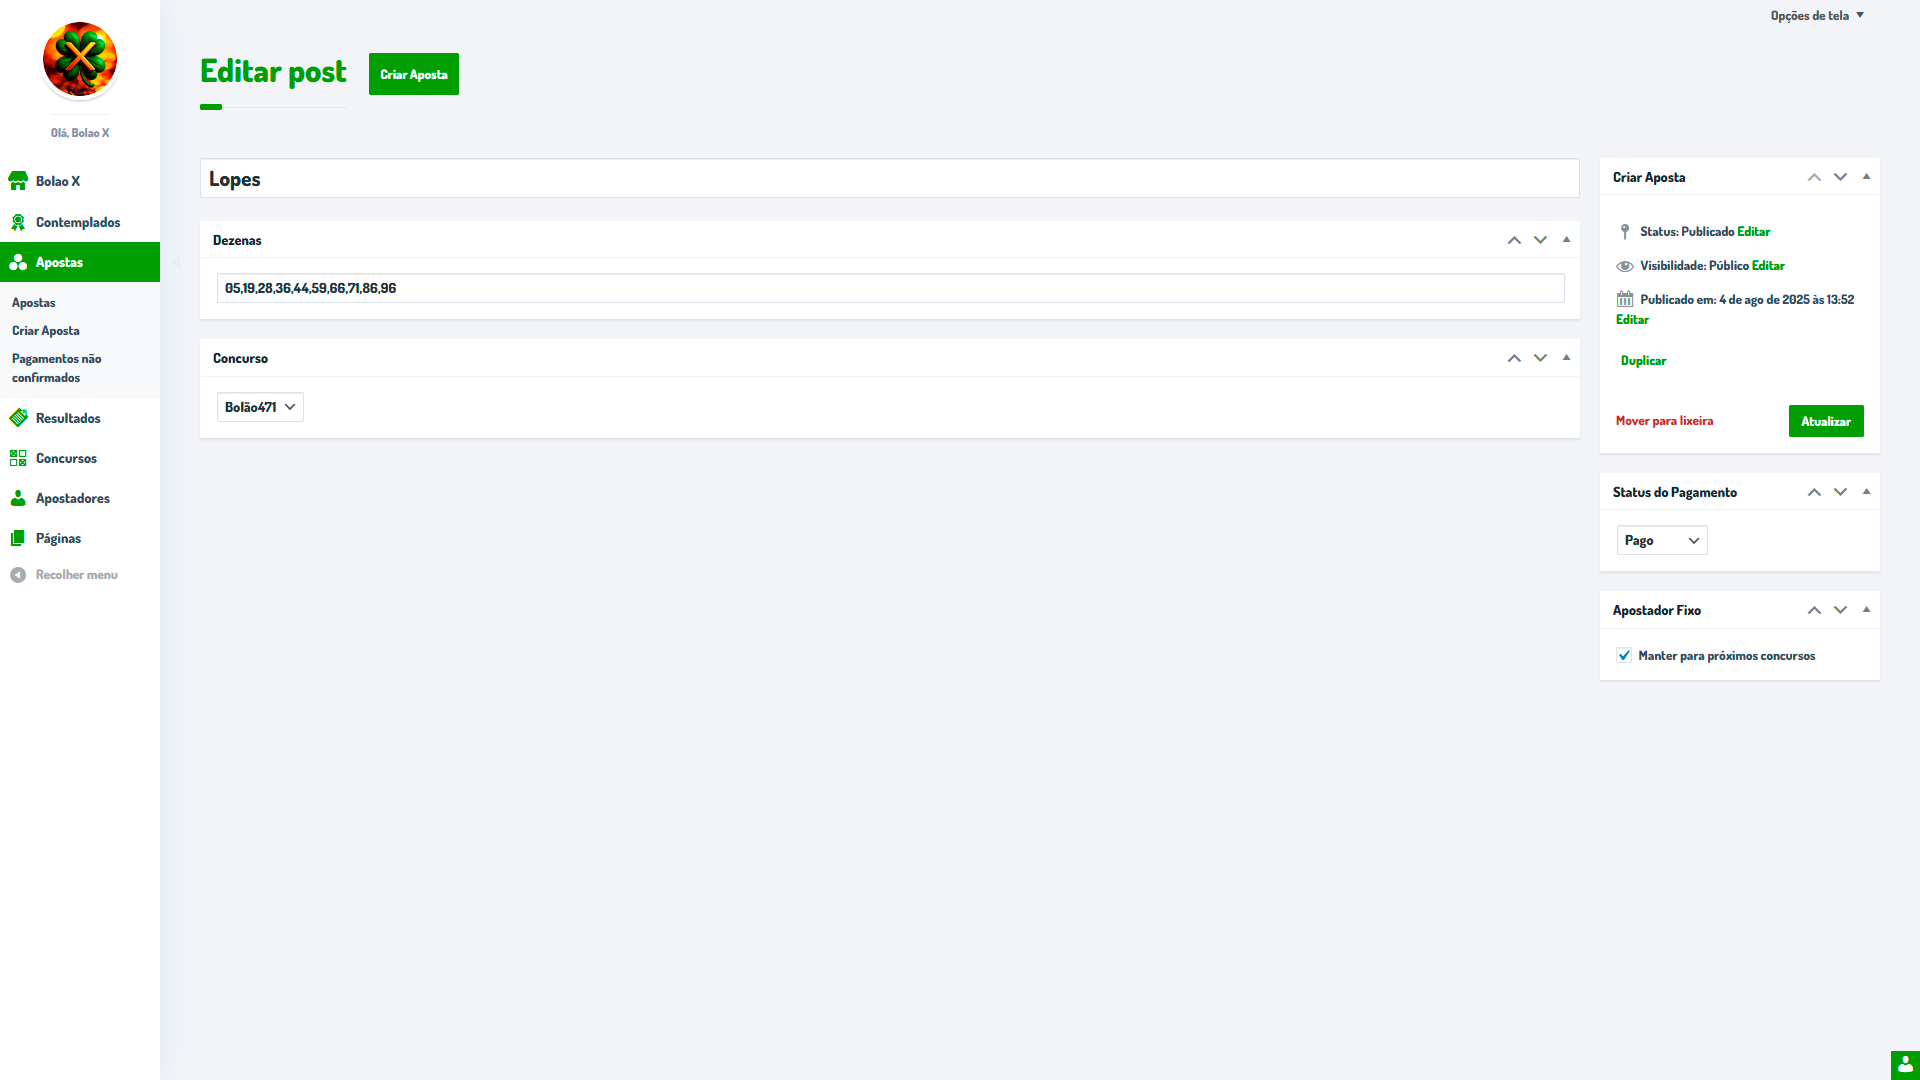 Opções de tela
Editar post
Criar Aposta
Olá, Bolao X
Bolao X
Contemplados
Apostas
Apostas
Criar Aposta
Pagamentos não
confirmados
Resultados
Concursos
Apostadores
Páginas
Recolher menu
Lopes
Dezenas
05,19,28,36,44,59,66,71,86,96
Concurso
Bolão471
Criar Aposta
Status: Publicado Editar
Visibilidade: Público Editar
Publicado em: 4 de ago de 2025 às 13:52
Editar
Duplicar
Mover para lixeira
Atualizar
Status do Pagamento
Pago
Apostador Fixo
Manter para próximos concursos